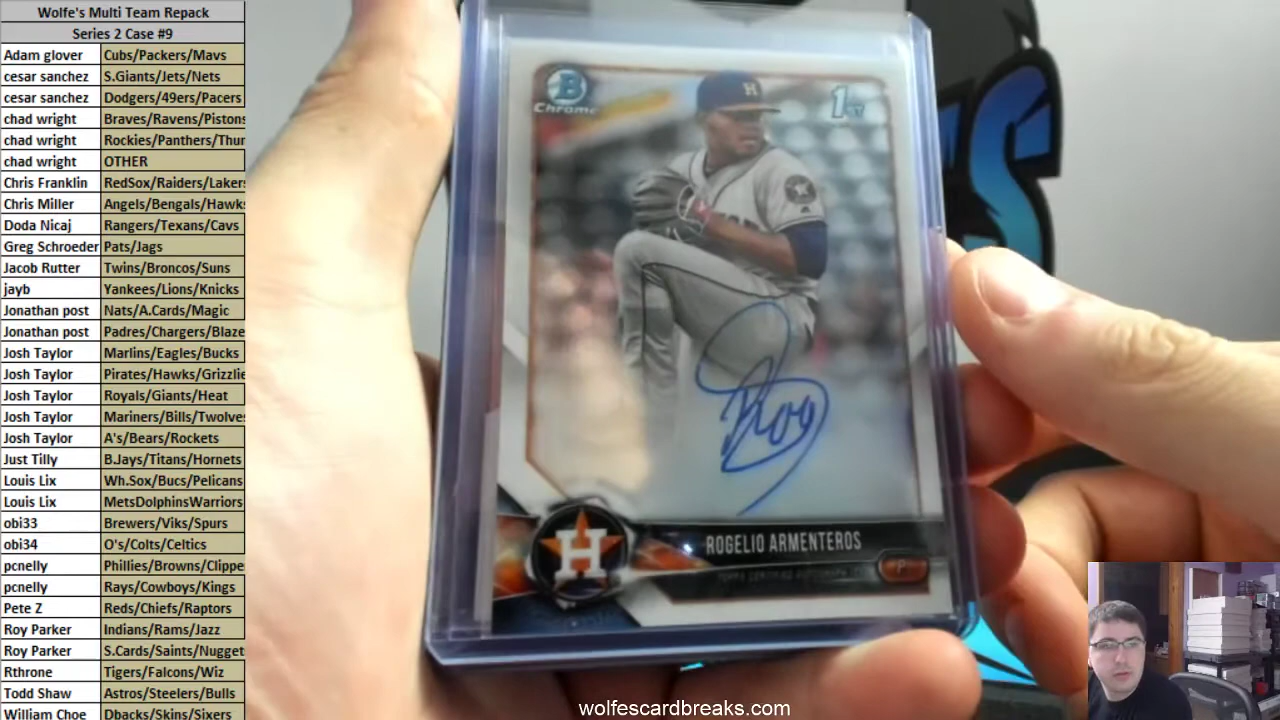 Wolfe's Multi Team Repack
Series 2 Case #9
Adam glover Cubs/Packers/Mavs
cesar sanchez S.Giants/Jets/Nets
cesar sanchez Dodgers/49ers/Pacers
chad wright Braves/Ravens/Pistons
chad wright Rockies/Panthers/Thur
chad wright OTHER
Chris Franklin RedSox/Raiders/Lakers
Chris Miller Angels/Bengals/Hawk
Doda Nicaj Rangers/Texans/Cavs
Greg Schroeder Pats/Jags
Jacob Rutter Twins/Broncos/Suns
jayb Yankees/Lions/Knicks
Jonathan post Nats/A.Cards/Magic
Jonathan post Padres/Chargers/Blaze
Josh Taylor Marlins/Eagles/Bucks
Josh Taylor Pirates/Hawks/Grizzlie
Josh Taylor Royals/Giants/Heat
Josh Taylor Mariners/Bills/Twolves
Josh Taylor A's/Bears/Rockets
Just Tilly B.Jays/Titans/Hornets
Louis Lix Wh.Sox/Bucs/Pelicans
Louis Lix MetsDolphinsWarriors
obi33 Brewers/Viks/Spurs
obi34 O's/Colts/Celtics
pcnelly Phillies/Browns/Clippe
pcnelly Rays/Cowboys/Kings
Pete Z Reds/Chiefs/Raptors
Roy Parker Indians/Rams/Jazz
Roy Parker S.Cards/Saints/Nugget
Rthrone Tigers/Falcons/Wiz
Todd Shaw Astros/Steelers/Bulls
William Choe Dbacks/Skins/Sixers
B
Chrome
1ST
H
H
ROGELIO ARMENTEROS
P
wolfescardbreaks.com